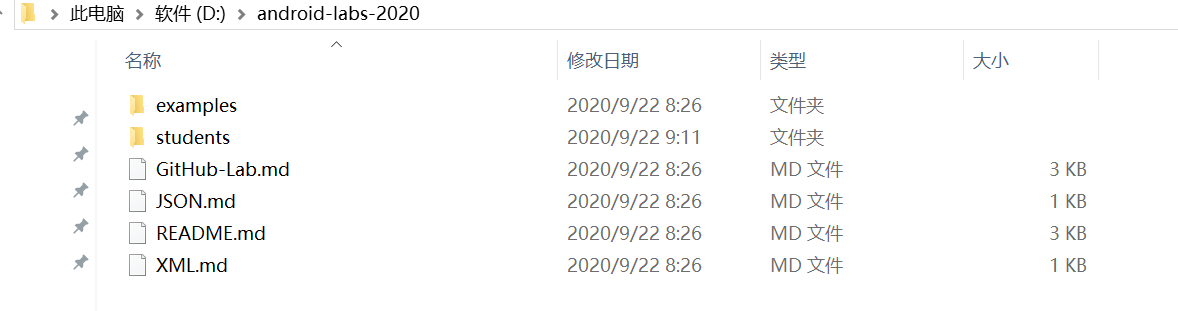 此电脑 > 软件 (D:) > android-labs-2020
名称 修改日期 类型 大小
examples 2020/9/22 8:26 文件夹
students 2020/9/22 9:11 文件夹
GitHub-Lab.md 2020/9/22 8:26 MD 文件 3 KB
JSON.md 2020/9/22 8:26 MD 文件 1 KB
README.md 2020/9/22 8:26 MD 文件 3 KB
XML.md 2020/9/22 8:26 MD 文件 1 KB